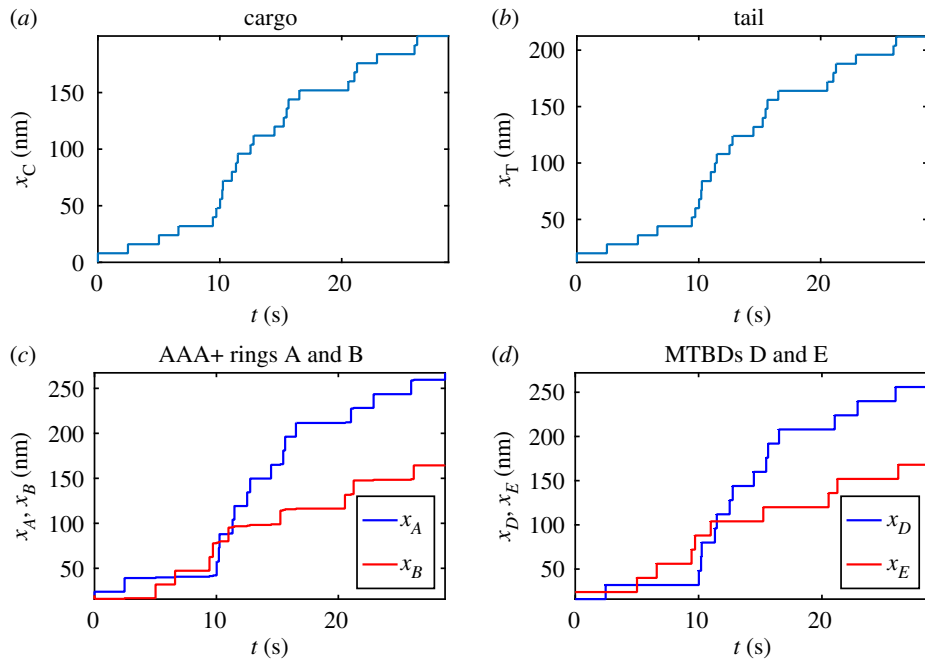 (a) cargo
x_C (nm)
150
100
50
0
0 10 20
t (s)
(b) tail
x_T (nm)
200
150
100
50
0 10 20
t (s)
(c) AAA+ rings A and B
x_A, x_B (nm)
250
200
150
100
50
0 10 20
t (s)
x_A
x_B
(d) MTBDs D and E
x_D, x_E (nm)
250
200
150
100
50
0 10 20
t (s)
x_D
x_E